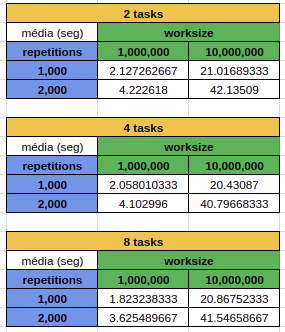 2 tasks
média (seg) worksize
repetitions 1,000,000 10,000,000
1,000 2.127262667 21.01689333
2,000 4.222618 42.13509
4 tasks
média (seg) worksize
repetitions 1,000,000 10,000,000
1,000 2.058010333 20.43087
2,000 4.102996 40.79668333
8 tasks
média (seg) worksize
repetitions 1,000,000 10,000,000
1,000 1.823238333 20.86752333
2,000 3.625489667 41.54658667